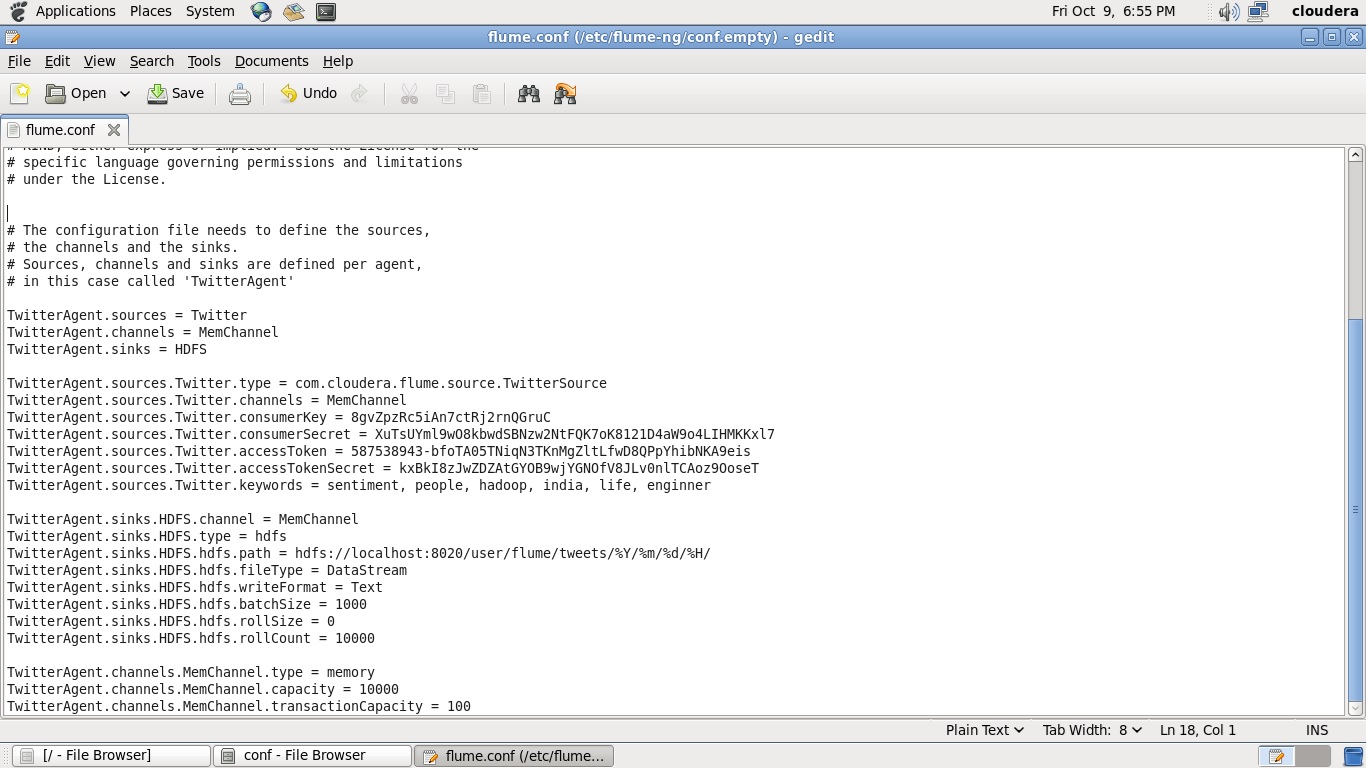 Applications Places System Fri Oct 9, 6:55 PM cloudera
flume.conf (/etc/flume-ng/conf.empty) - gedit
File Edit View Search Tools Documents Help
Open Save Undo
flume.conf
# KIND, either express or implied. See the License for the
# specific language governing permissions and limitations
# under the License.
# The configuration file needs to define the sources,
# the channels and the sinks.
# Sources, channels and sinks are defined per agent,
# in this case called 'TwitterAgent'
TwitterAgent.sources = Twitter
TwitterAgent.channels = MemChannel
TwitterAgent.sinks = HDFS
TwitterAgent.sources.Twitter.type = com.cloudera.flume.source.TwitterSource
TwitterAgent.sources.Twitter.channels = MemChannel
TwitterAgent.sources.Twitter.consumerKey = 8gvZpzRc5iAn7ctRj2rnQGruC
TwitterAgent.sources.Twitter.consumerSecret = XuTsUYml9wO8kbwdSBNzw2NtFQK7oK8121D4aW9o4LIHMKKxl7
TwitterAgent.sources.Twitter.accessToken = 587538943-bfoTA05TNiqN3TKnMgZltLfwD8QPpYhibNKA9eis
TwitterAgent.sources.Twitter.accessTokenSecret = kxBkI8zJwZDZAtGYOB9wjYGNOfV8JLv0nlTCAoz9OoseT
TwitterAgent.sources.Twitter.keywords = sentiment, people, hadoop, india, life, enginner
TwitterAgent.sinks.HDFS.channel = MemChannel
TwitterAgent.sinks.HDFS.type = hdfs
TwitterAgent.sinks.HDFS.hdfs.path = hdfs://localhost:8020/user/flume/tweets/%Y/%m/%d/%H/
TwitterAgent.sinks.HDFS.hdfs.fileType = DataStream
TwitterAgent.sinks.HDFS.hdfs.writeFormat = Text
TwitterAgent.sinks.HDFS.hdfs.batchSize = 1000
TwitterAgent.sinks.HDFS.hdfs.rollSize = 0
TwitterAgent.sinks.HDFS.hdfs.rollCount = 10000
TwitterAgent.channels.MemChannel.type = memory
TwitterAgent.channels.MemChannel.capacity = 10000
TwitterAgent.channels.MemChannel.transactionCapacity = 100
Plain Text Tab Width: 8 Ln 18, Col 1 INS
[/ - File Browser] conf - File Browser flume.conf (/etc/flume...